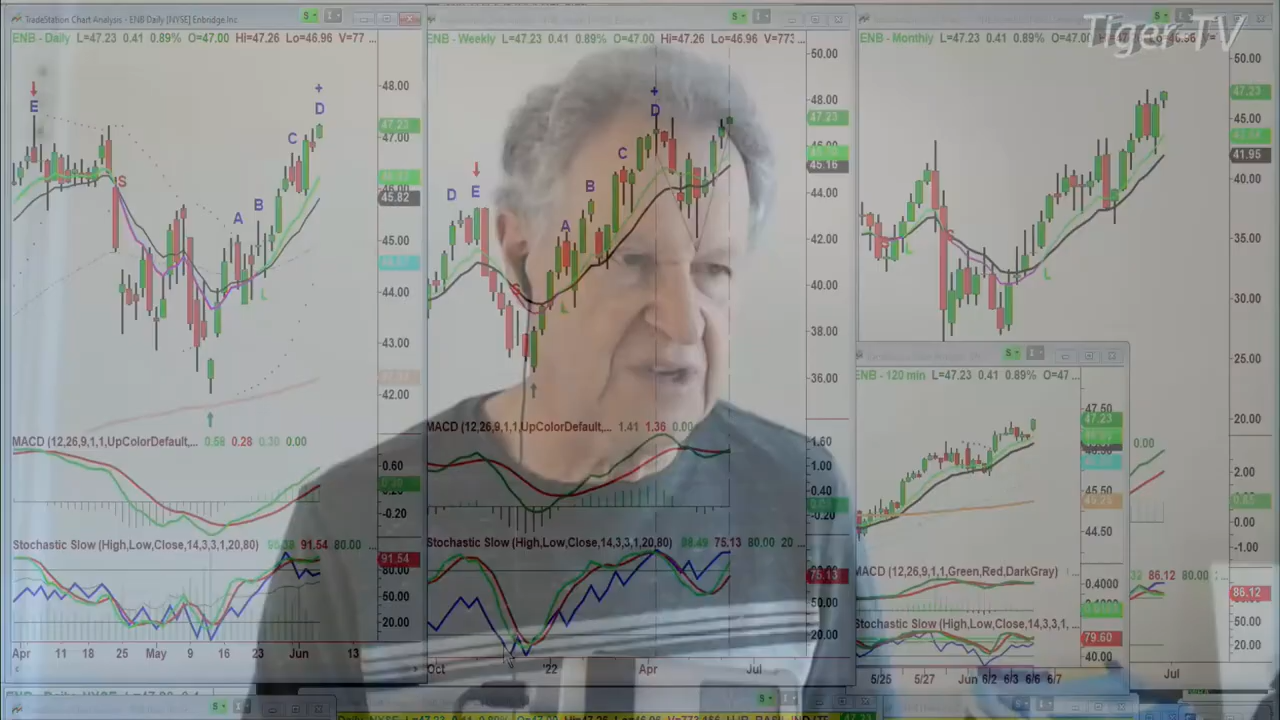 TradeStation Chart Analysis - ENB Daily [NYSE] Enbridge Inc
Tiger TV
ENB - Daily L=47.23 0.41 0.89% O=47.00 Hi=47.26 Lo=46.96 V=77 ...
E
S
A
B
C
D
L
48.00
47.23
47.00
45.82
45.00
44.00
43.00
42.00
MACD (12,26,9,1,1,UpColorDefault,... 0.58 0.28 0.30 0.00
0.60
-0.20
Stochastic Slow (High,Low,Close,14,3,3,1,20,80) 91.54 80.00
91.54
80.00
50.00
20.00
Apr 11 18 25 May 9 16 23 Jun 13
ENB - Weekly L=47.23 0.41 0.89% O=47.00 Hi=47.26 Lo=46.96 V=773...
D
E
S
A
B
C
D
L
50.00
48.00
47.23
45.16
44.00
42.00
40.00
38.00
36.00
MACD (12,26,9,1,1,UpColorDefault,... 1.41 1.36 0.00
1.60
1.00
0.40
-0.20
Stochastic Slow (High,Low,Close,14,3,3,1,20,80) 88.49 75.13 80.00 20 ...
75.13
50.00
20.00
Oct '22 Apr Jul
ENB - Monthly L=47.23 0.41 0.89% O=47.00
L
L
50.00
47.23
45.00
41.95
40.00
35.00
30.00
25.00
20.00
0.00
2.00
0.00
-1.00
86.12 80.00
86.12
50.00
20.00
Jul
ENB - 120 min L=47.23 0.41 0.89% O=47 ...
47.50
47.23
45.50
44.50
MACD (12,26,9,1,1,Green,Red,DarkGray)
0.4000
Stochastic Slow (High,Low,Close,14,3,3,1,
79.60
40.00
5/25 5/27 Jun 6/2 6/3 6/6 6/7